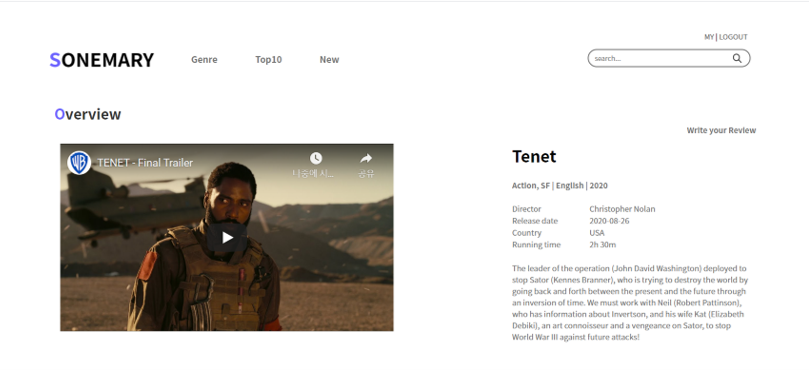 MY | LOGOUT
SONEMARY
Genre
Top10
New
search...
Overview
Write your Review
WB
TENET - Final Trailer
나중에 시...
공유
Tenet
Action, SF | English | 2020
Director Christopher Nolan
Release date 2020-08-26
Country USA
Running time 2h 30m
The leader of the operation (John David Washington) deployed to
stop Sator (Kennes Branner), who is trying to destroy the world by
going back and forth between the present and the future through
an inversion of time. We must work with Neil (Robert Pattinson),
who has information about Invertson, and his wife Kat (Elizabeth
Debiki), an art connoisseur and a vengeance on Sator, to stop
World War III against future attacks!